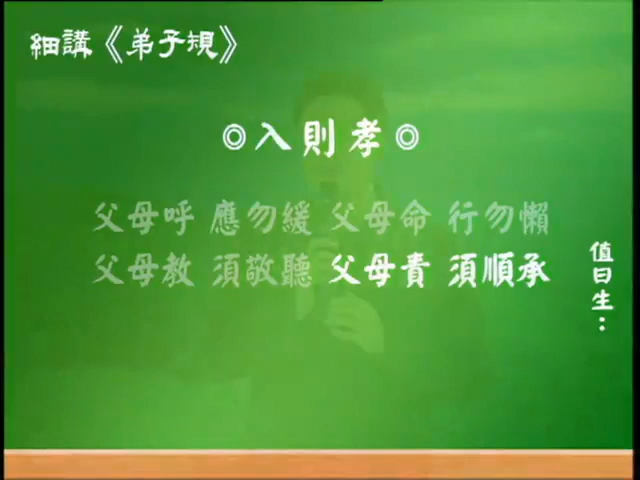 細講《弟子規》
◎入則孝◎
父母呼 應勿緩 父母命 行勿懶
父母教 須敬聽 父母責 須順承
值日生：